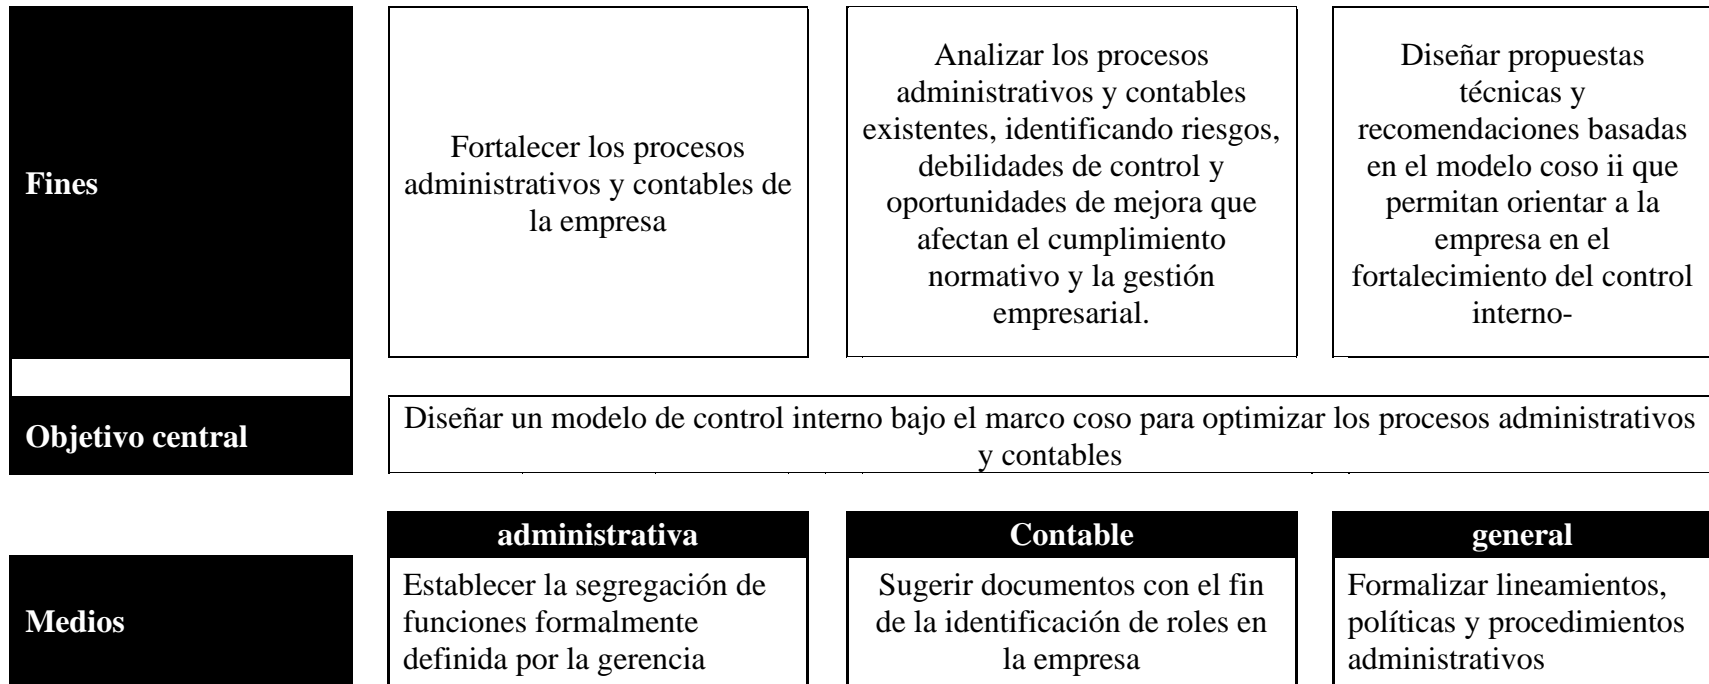 Fines
Fortalecer los procesos
administrativos y contables de
la empresa
Analizar los procesos
administrativos y contables
existentes, identificando riesgos,
debilidades de control y
oportunidades de mejora que
afectan el cumplimiento
normativo y la gestión
empresarial.
Diseñar propuestas
técnicas y
recomendaciones basadas
en el modelo coso ii que
permitan orientar a la
empresa en el
fortalecimiento del control
interno-
Objetivo central
Diseñar un modelo de control interno bajo el marco coso para optimizar los procesos administrativos
y contables
Medios
administrativa
Establecer la segregación de
funciones formalmente
definida por la gerencia
Contable
Sugerir documentos con el fin
de la identificación de roles en
la empresa
general
Formalizar lineamientos,
políticas y procedimientos
administrativos